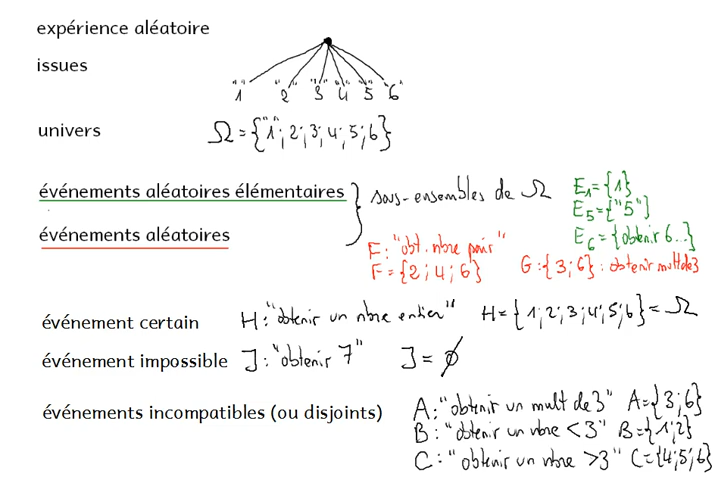 expérience aléatoire
issues
"1" "2" "3" "4" "5" "6"
univers Ω = {"1"; 2; 3; 4; 5; 6}
événements aléatoires élémentaires } sous-ensembles de Ω E₁ = {1}
E₅ = {"5"}
E₆ = {obtenir 6...}
événements aléatoires F: "obt. nbre pair"
F = {2; 4; 6} G: {3; 6} : obtenir mult de 3
événement certain H: "obtenir un nbre entier" H = {1; 2; 3; 4; 5; 6} = Ω
événement impossible J: "obtenir 7" J = ∅
événements incompatibles (ou disjoints) A: "obtenir un mult de 3" A = {3; 6}
B: "obtenir un nbre < 3" B = {1; 2}
C: "obtenir un nbre > 3" C = {4; 5; 6}